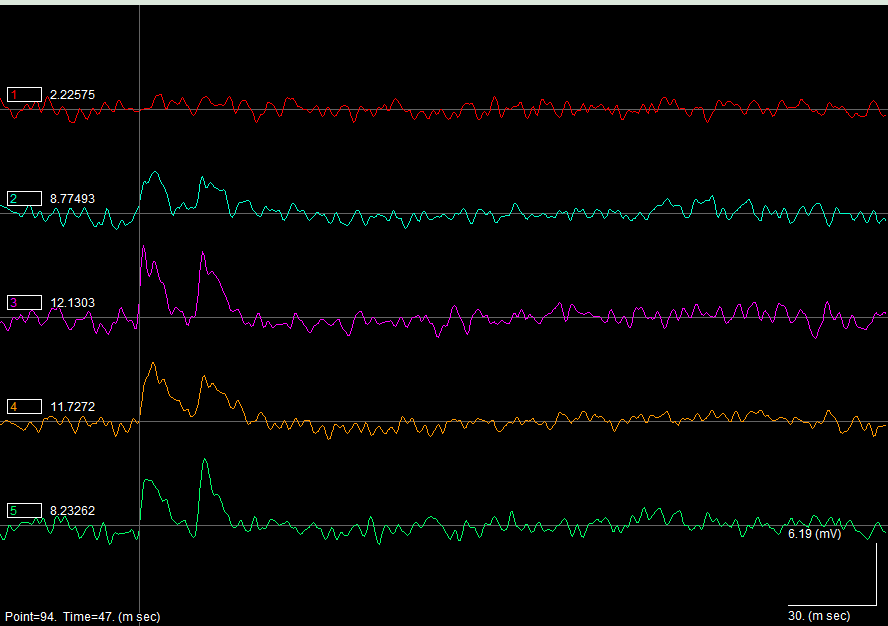 1 2.22575
2 8.77493
3 12.1303
4 11.7272
5 8.23262
6.19 (mV)
30. (m sec)
Point=94. Time=47. (m sec)